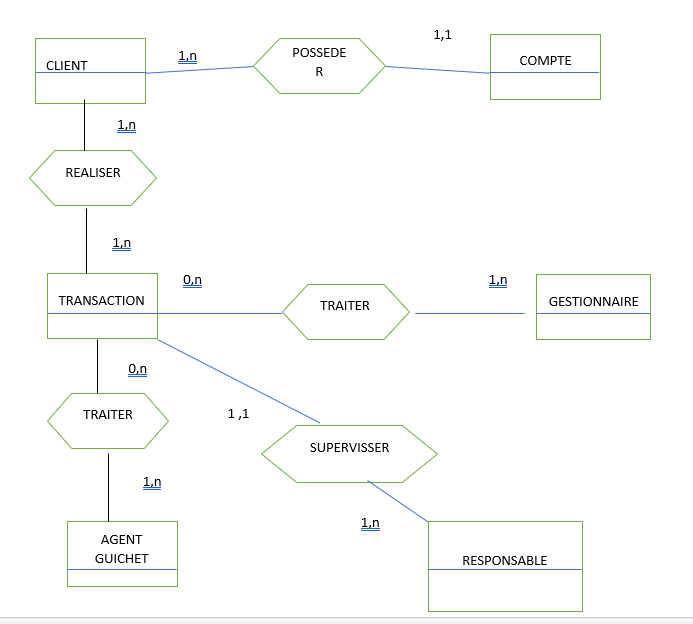 1,1
1,n
POSSEDE
R
CLIENT
COMPTE
1,n
REALISER
1,n
0,n
1,n
TRANSACTION
TRAITER
GESTIONNAIRE
0,n
TRAITER
1 ,1
SUPERVISSER
1,n
1,n
AGENT
GUICHET
RESPONSABLE